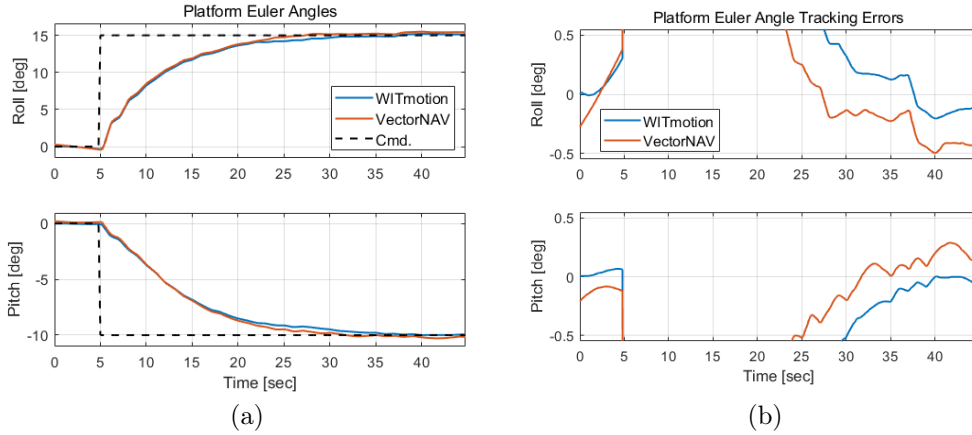 Platform Euler Angles
Roll [deg]
15
10
5
0
WITmotion
VectorNAV
Cmd.
0 5 10 15 20 25 30 35 40
Pitch [deg]
0
-5
-10
0 5 10 15 20 25 30 35 40
Time [sec]
(a)
Platform Euler Angle Tracking Errors
Roll [deg]
0.5
0
-0.5
WITmotion
VectorNAV
0 5 10 15 20 25 30 35 40
Pitch [deg]
0.5
0
-0.5
0 5 10 15 20 25 30 35 40
Time [sec]
(b)